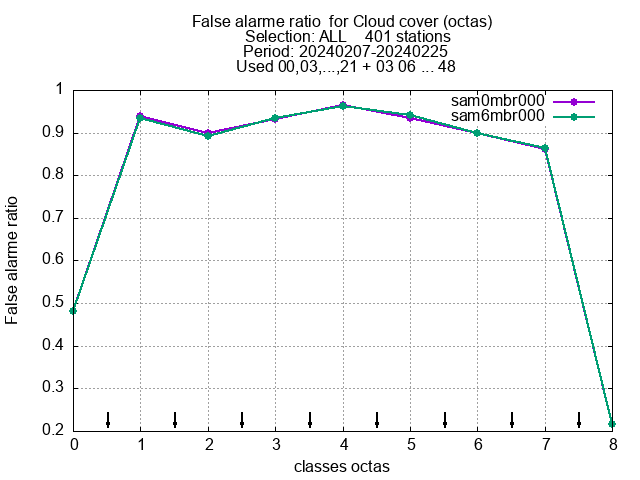 False alarme ratio  for Cloud cover (octas)
Selection: ALL    401 stations
Period: 20240207-20240225
Used 00,03,...,21 + 03 06 ... 48
sam0mbr000
sam6mbr000
1
0.9
0.8
0.7
0.6
0.5
0.4
0.3
0.2
False alarme ratio
0 1 2 3 4 5 6 7 8
classes octas